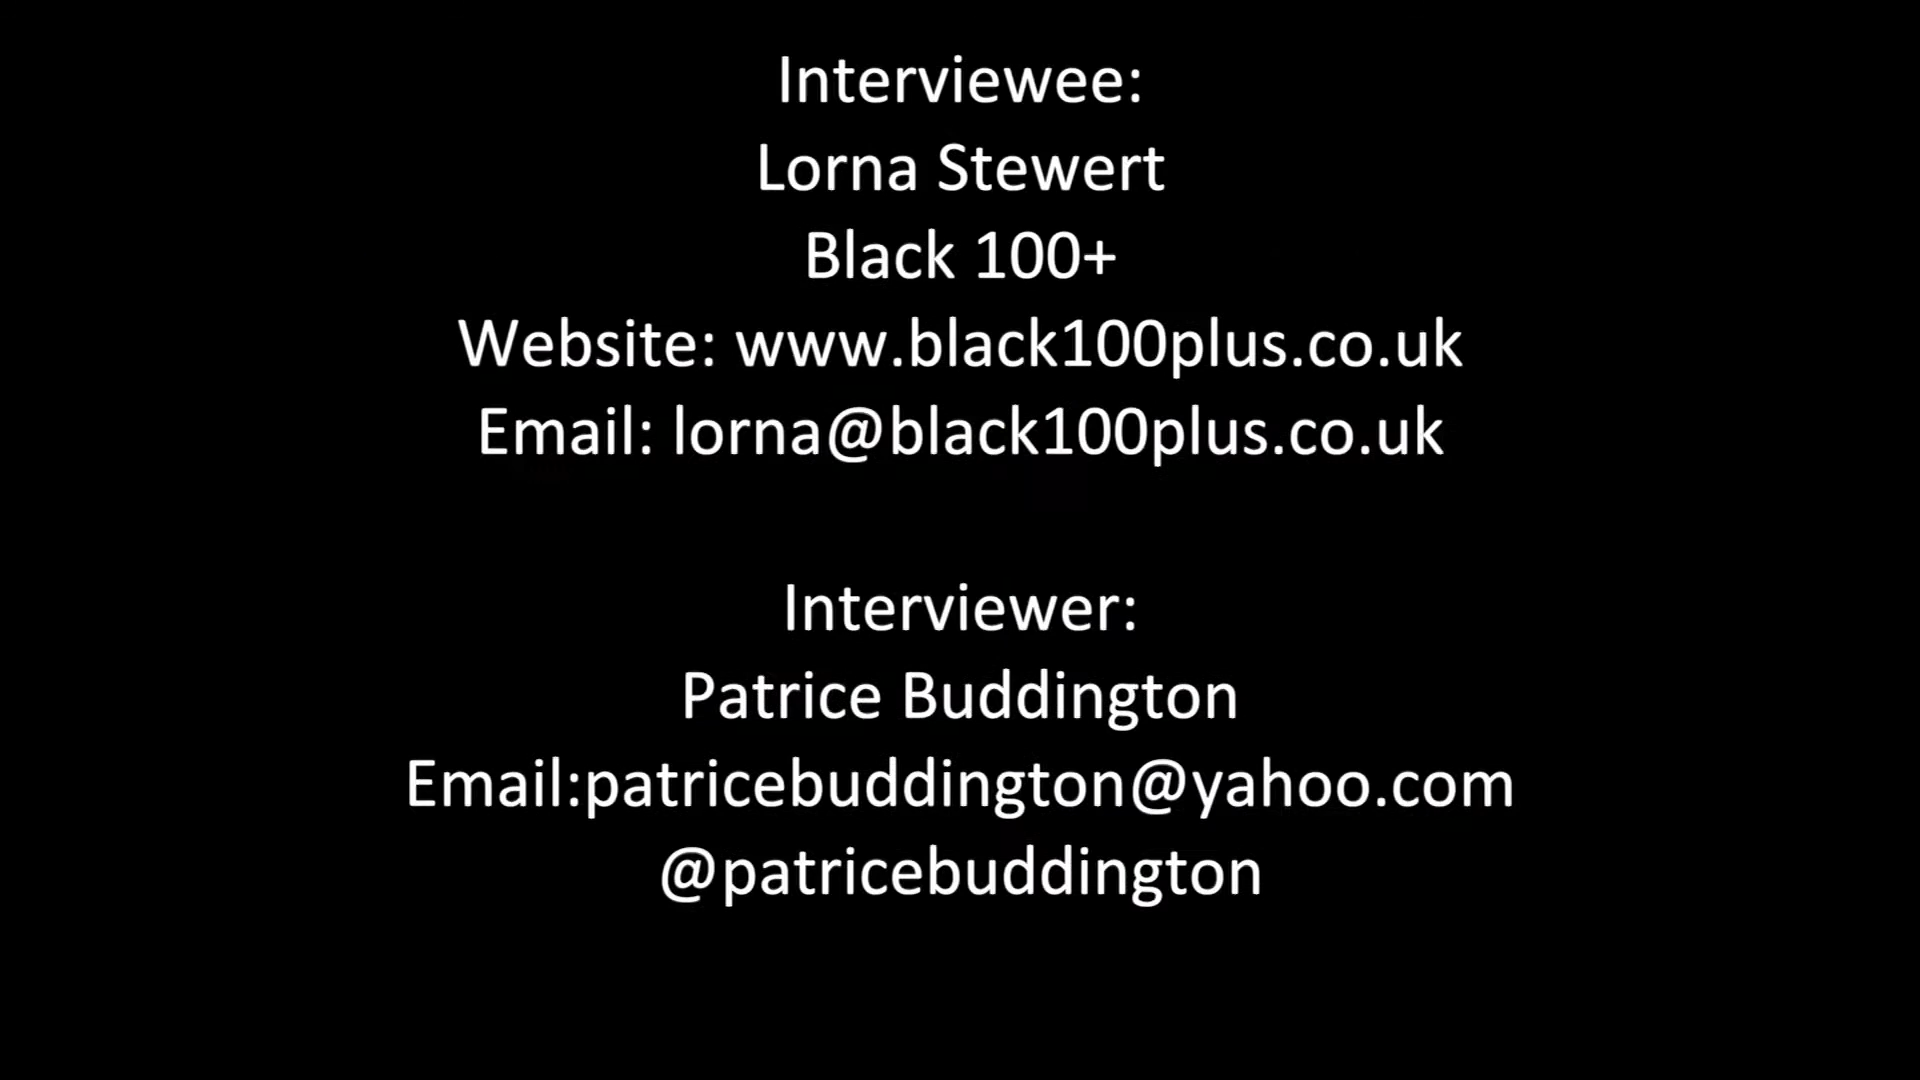 Interviewee:
Lorna Stewert
Black 100+
Website: www.black100plus.co.uk
Email: lorna@black100plus.co.uk
Interviewer:
Patrice Buddington
Email:patricebuddington@yahoo.com
@patricebuddington